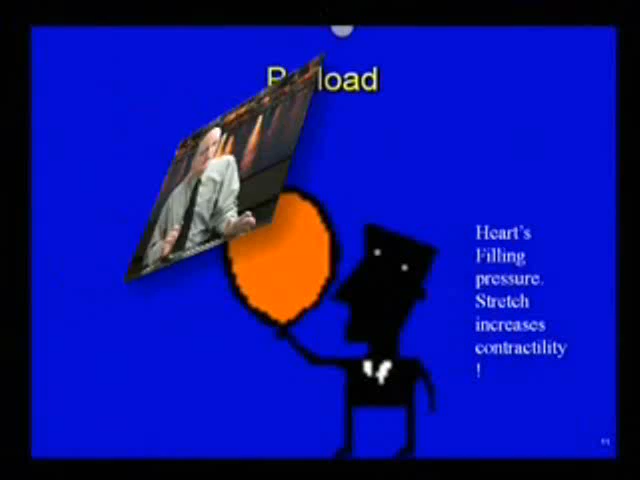 P load
Heart's
Filling
pressure.
Stretch
increases
contractility
!